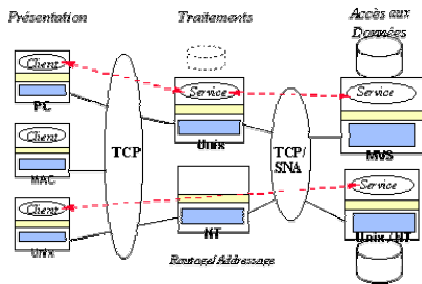 Présentation
Traitements
Accès aux
Données
Client
PC
Client
MAC
Client
Unix
TCP
Service
Unix
NT
Routage/Addressage
TCP/
SNA
Service
MVS
Service
Unix / NT